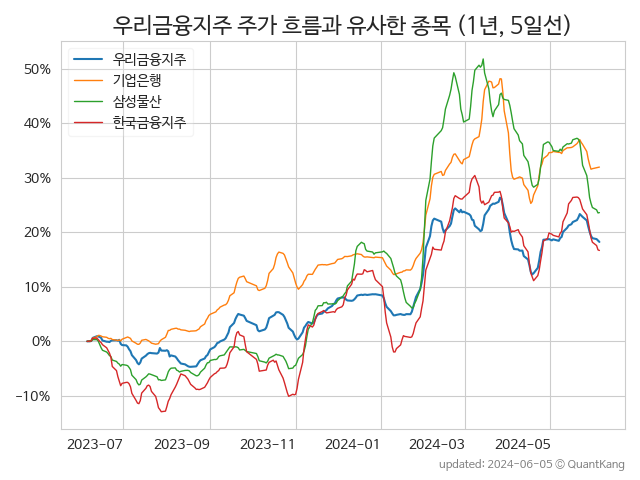 우리금융지주 주가 흐름과 유사한 종목 (1년, 5일선)
우리금융지주
기업은행
삼성물산
한국금융지주
50%
40%
30%
20%
10%
0%
−10%
2023-07 2023-09 2023-11 2024-01 2024-03 2024-05
updated: 2024-06-05 © QuantKang